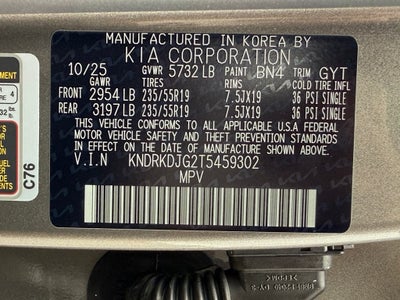 MANUFACTURED IN KOREA BY
KIA CORPORATION
10/25 GVWR 5732 LB PAINT BN4 TRIM GYT
GAWR TIRES RIMS COLD TIRE INF
FRONT 2954 LB 235/55R19 7.5JX19 36 PSI SINGLE
REAR 3197 LB 235/55R19 7.5JX19 36 PSI SINGLE
THIS VEHICLE CONFORMS TO ALL APPLICABLE U.S.A FEDERAL
MOTOR VEHICLE SAFETY, BUMPER, AND THEFT PREVENTION STANDARDS
IN EFFECT ON THE DATE OF MANUFACTURE SHOWN ABOVE.
V.I.N KNDRKDJG2T5459302
MPV
C76
4